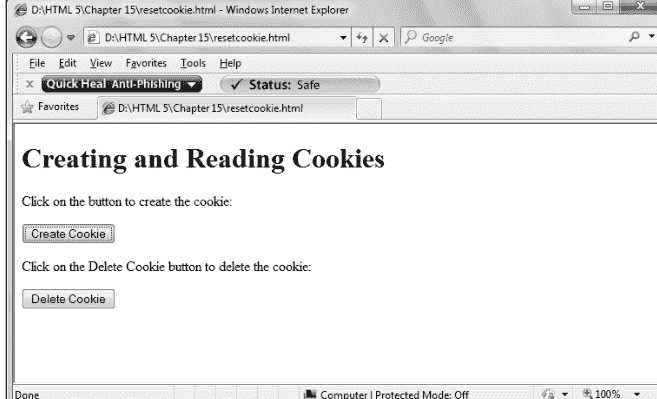 D:\HTML 5\Chapter 15\resetcookie.html - Windows Internet Explorer
D:\HTML 5\Chapter 15\resetcookie.html
Google
File Edit View Favorites Tools Help
x Quick Heal Anti-Phishing Status: Safe
Favorites D:\HTML 5\Chapter 15\resetcookie.html
Creating and Reading Cookies
Click on the button to create the cookie:
Create Cookie
Click on the Delete Cookie button to delete the cookie:
Delete Cookie
Done Computer | Protected Mode: Off 100%